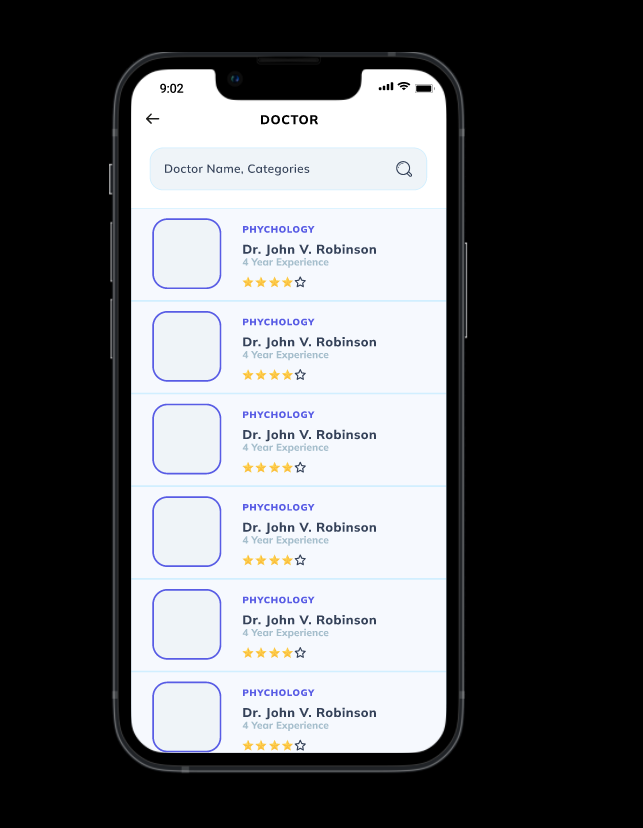 9:02
DOCTOR
Doctor Name, Categories
PHYCHOLOGY
Dr. John V. Robinson
4 Year Experience
PHYCHOLOGY
Dr. John V. Robinson
4 Year Experience
PHYCHOLOGY
Dr. John V. Robinson
4 Year Experience
PHYCHOLOGY
Dr. John V. Robinson
4 Year Experience
PHYCHOLOGY
Dr. John V. Robinson
4 Year Experience
PHYCHOLOGY
Dr. John V. Robinson
4 Year Experience